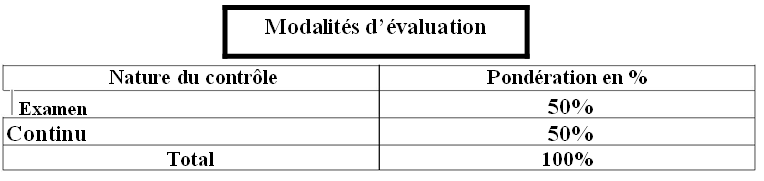 Modalités d'évaluation
Nature du contrôle Pondération en %
Examen 50%
Continu 50%
Total 100%